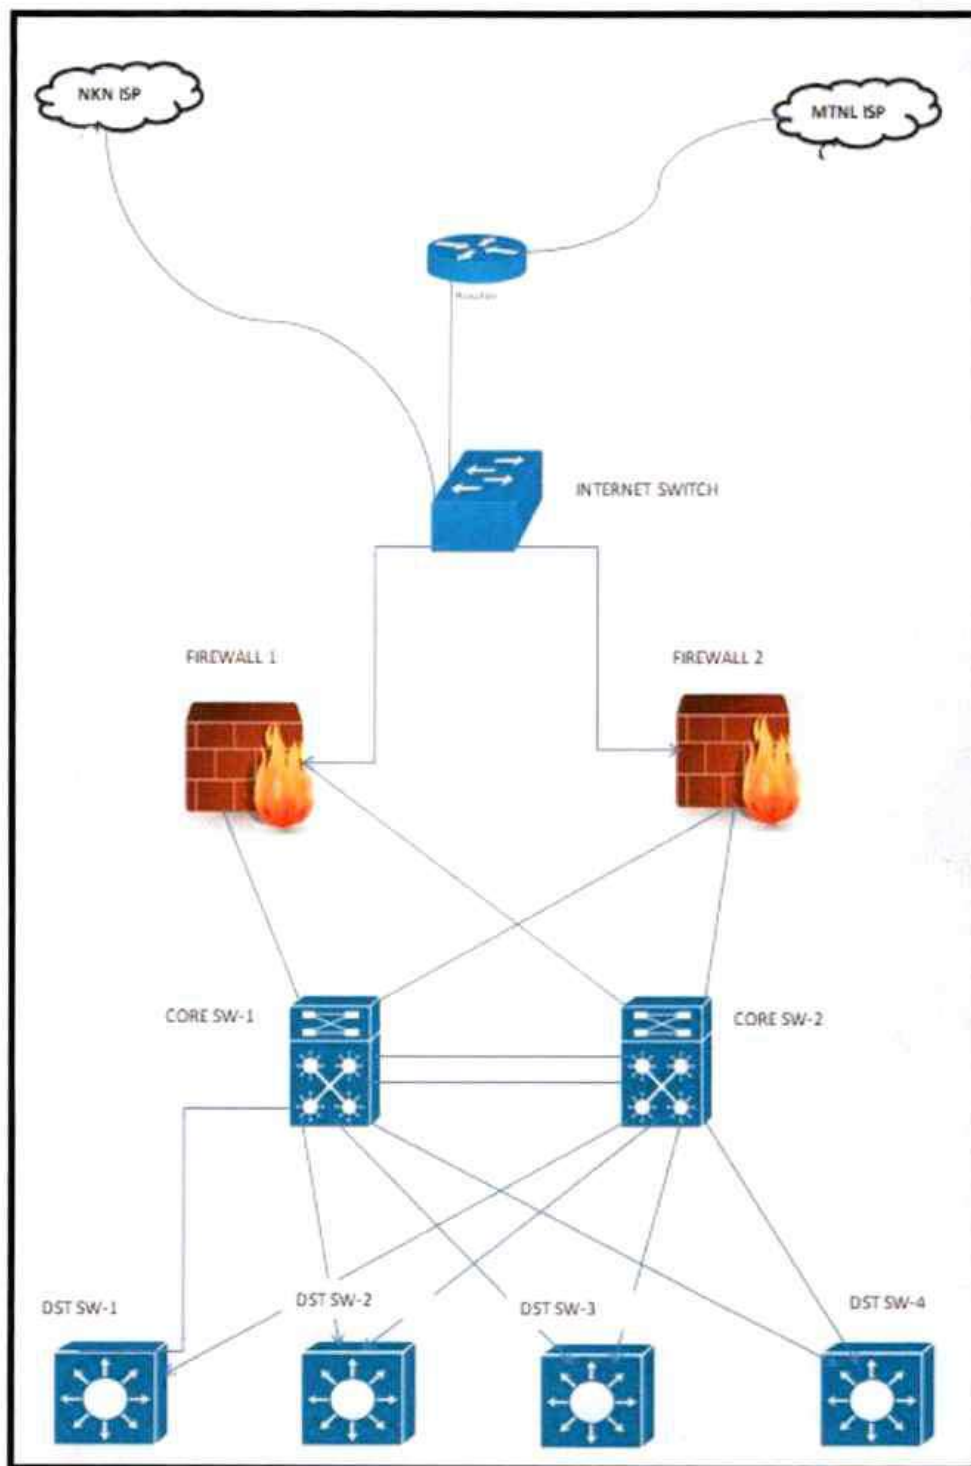 NKN ISP
MTNL ISP
INTERNET SWITCH
FIREWALL 1
FIREWALL 2
CORE SW-1
CORE SW-2
DST SW-1
DST SW-2
DST SW-3
DST SW-4